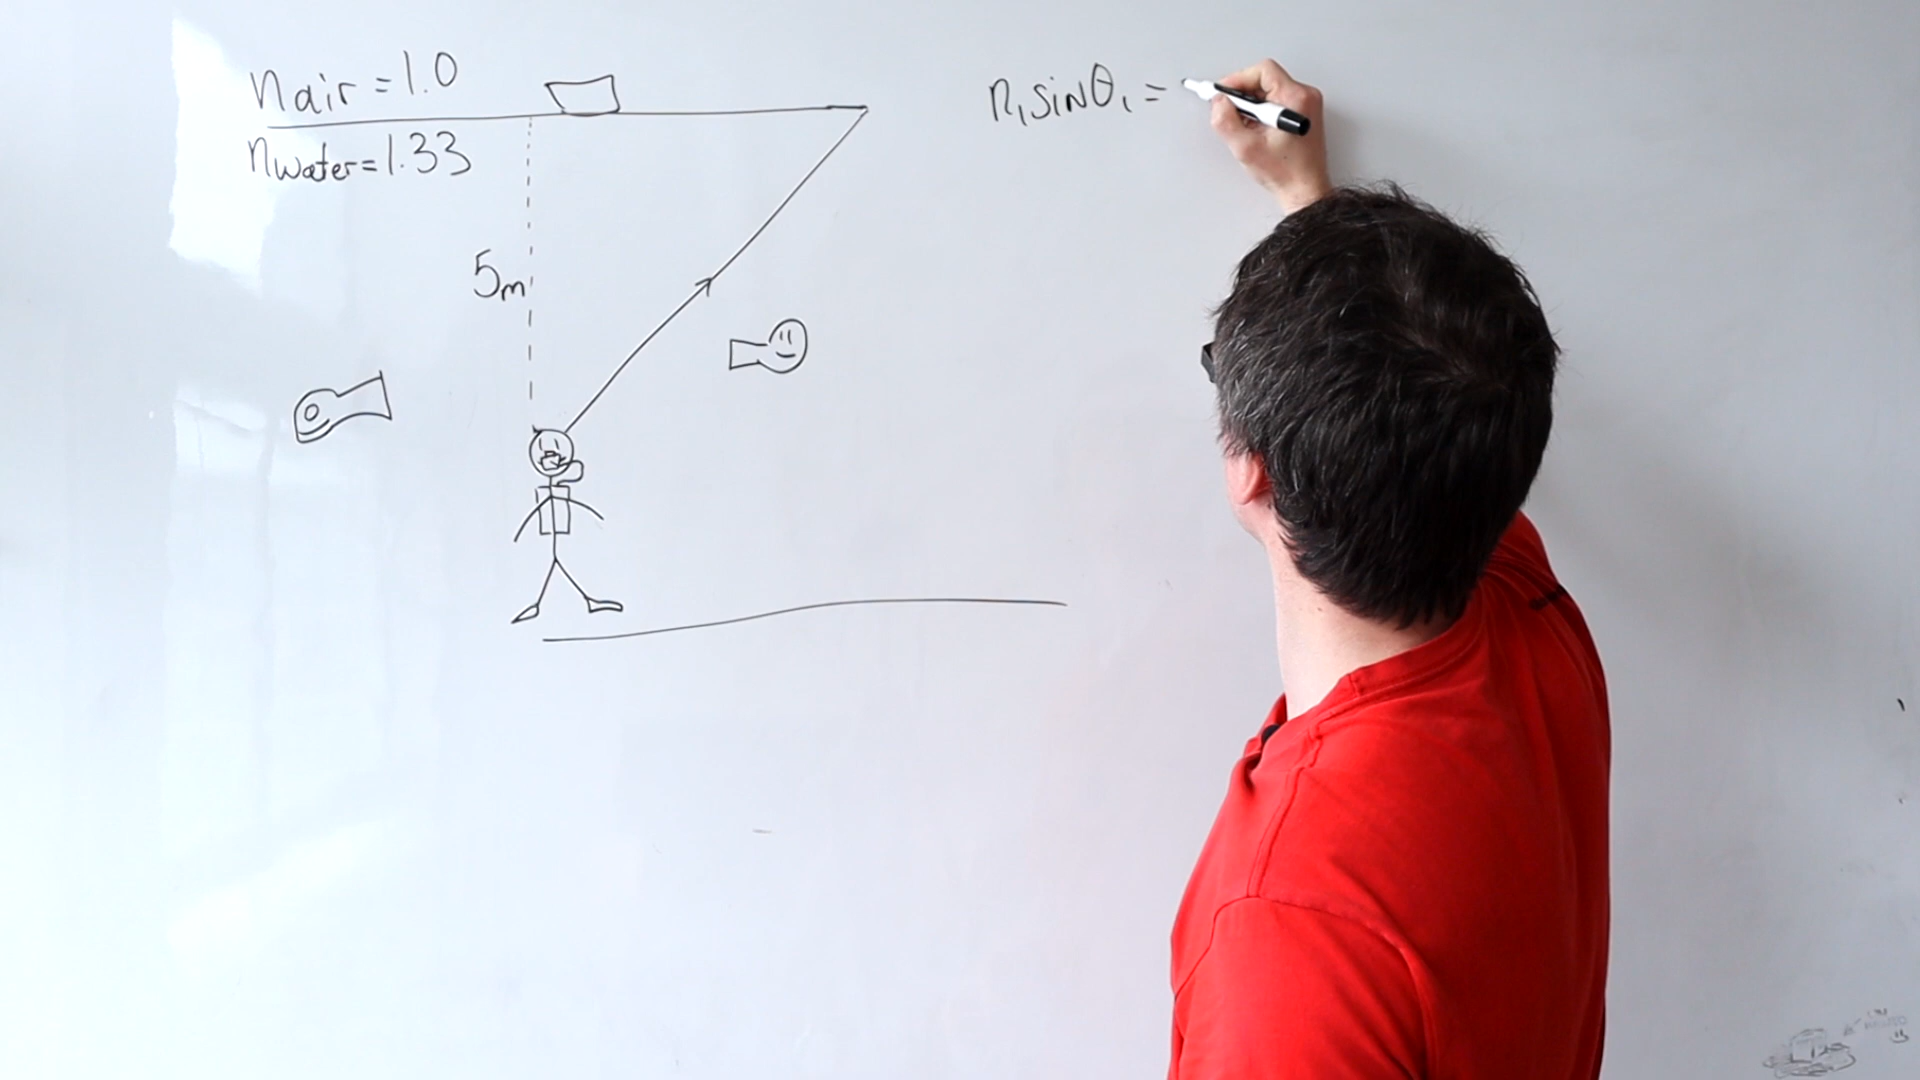 nair = 1.0
nwater = 1.33
5m
n₁sinθ₁ =